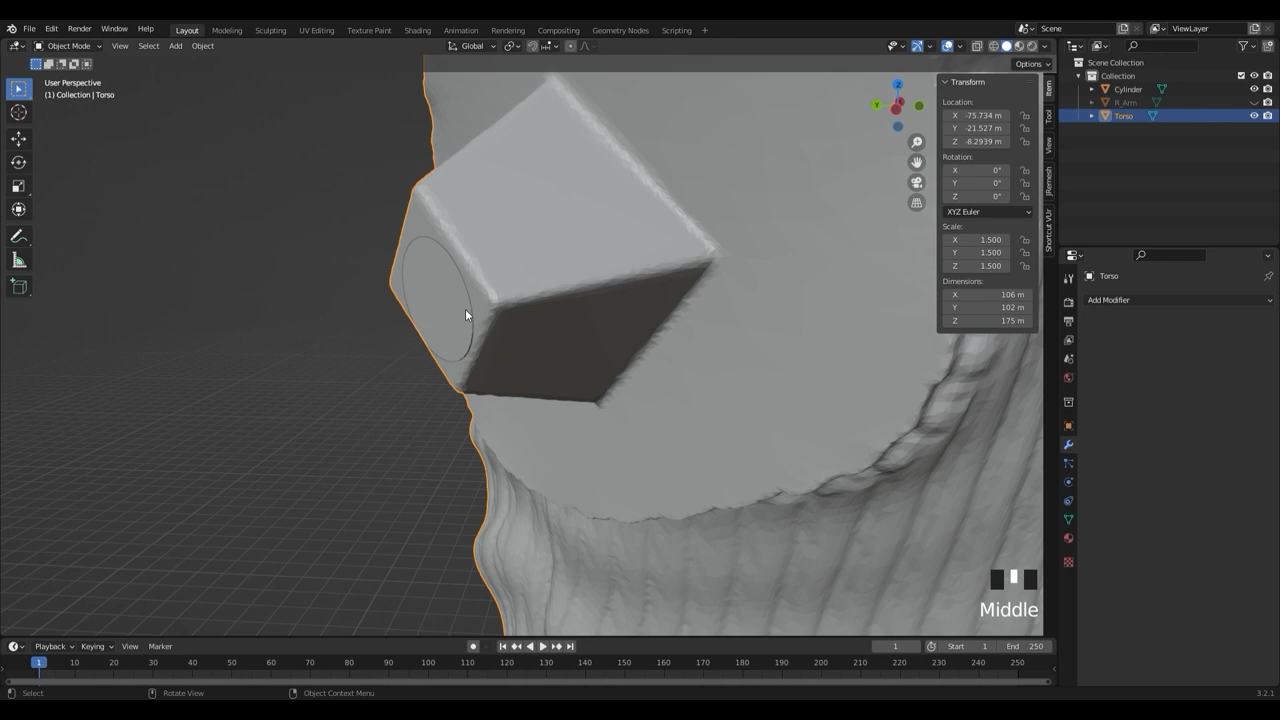 File Edit Render Window Help Layout Modeling Sculpting UV Editing Texture Paint Shading Animation Rendering Compositing Geometry Nodes Scripting Scene ViewLayer
Object Mode View Select Add Object Global
Options
User Perspective
(1) Collection | Torso
Scene Collection
Collection
Cylinder
R_Arm
Torso
Z
Y
Transform
Location:
X -75.734 m
Y -21.527 m
Z -8.2939 m
Rotation:
X 0°
Y 0°
Z 0°
XYZ Euler
Scale:
X 1.500
Y 1.500
Z 1.500
Dimensions:
X 106 m
Y 102 m
Z 175 m
Item
Tool
View
JRemesh
Shortcut VUr
Torso
Add Modifier
Middle
Playback Keying View Marker 1 Start 1 End 250
1 10 20 30 40 50 60 70 80 90 100 110 120 130 140 150 160 170 180 190 200 210 220 230 240 250
Select Rotate View Object Context Menu 3.2.1